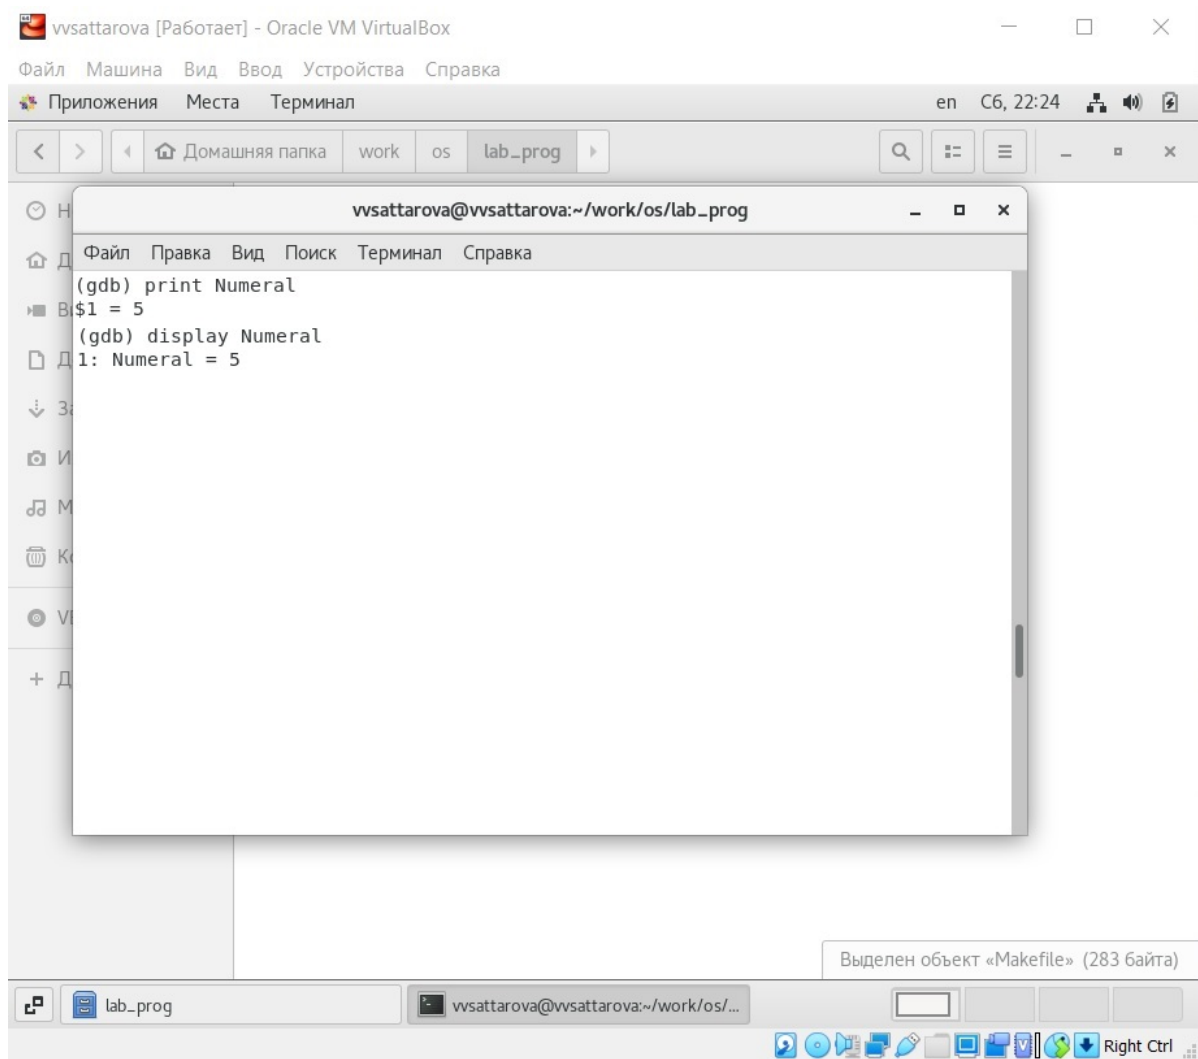 vvsattarova [Работает] - Oracle VM VirtualBox
Файл Машина Вид Ввод Устройства Справка
Приложения Места Терминал en Сб, 22:24
Домашняя папка work os lab_prog
vvsattarova@vvsattarova:~/work/os/lab_prog
Файл Правка Вид Поиск Терминал Справка
(gdb) print Numeral
$1 = 5
(gdb) display Numeral
1: Numeral = 5
Выделен объект «Makefile» (283 байта)
lab_prog vvsattarova@vvsattarova:~/work/os/...
Right Ctrl